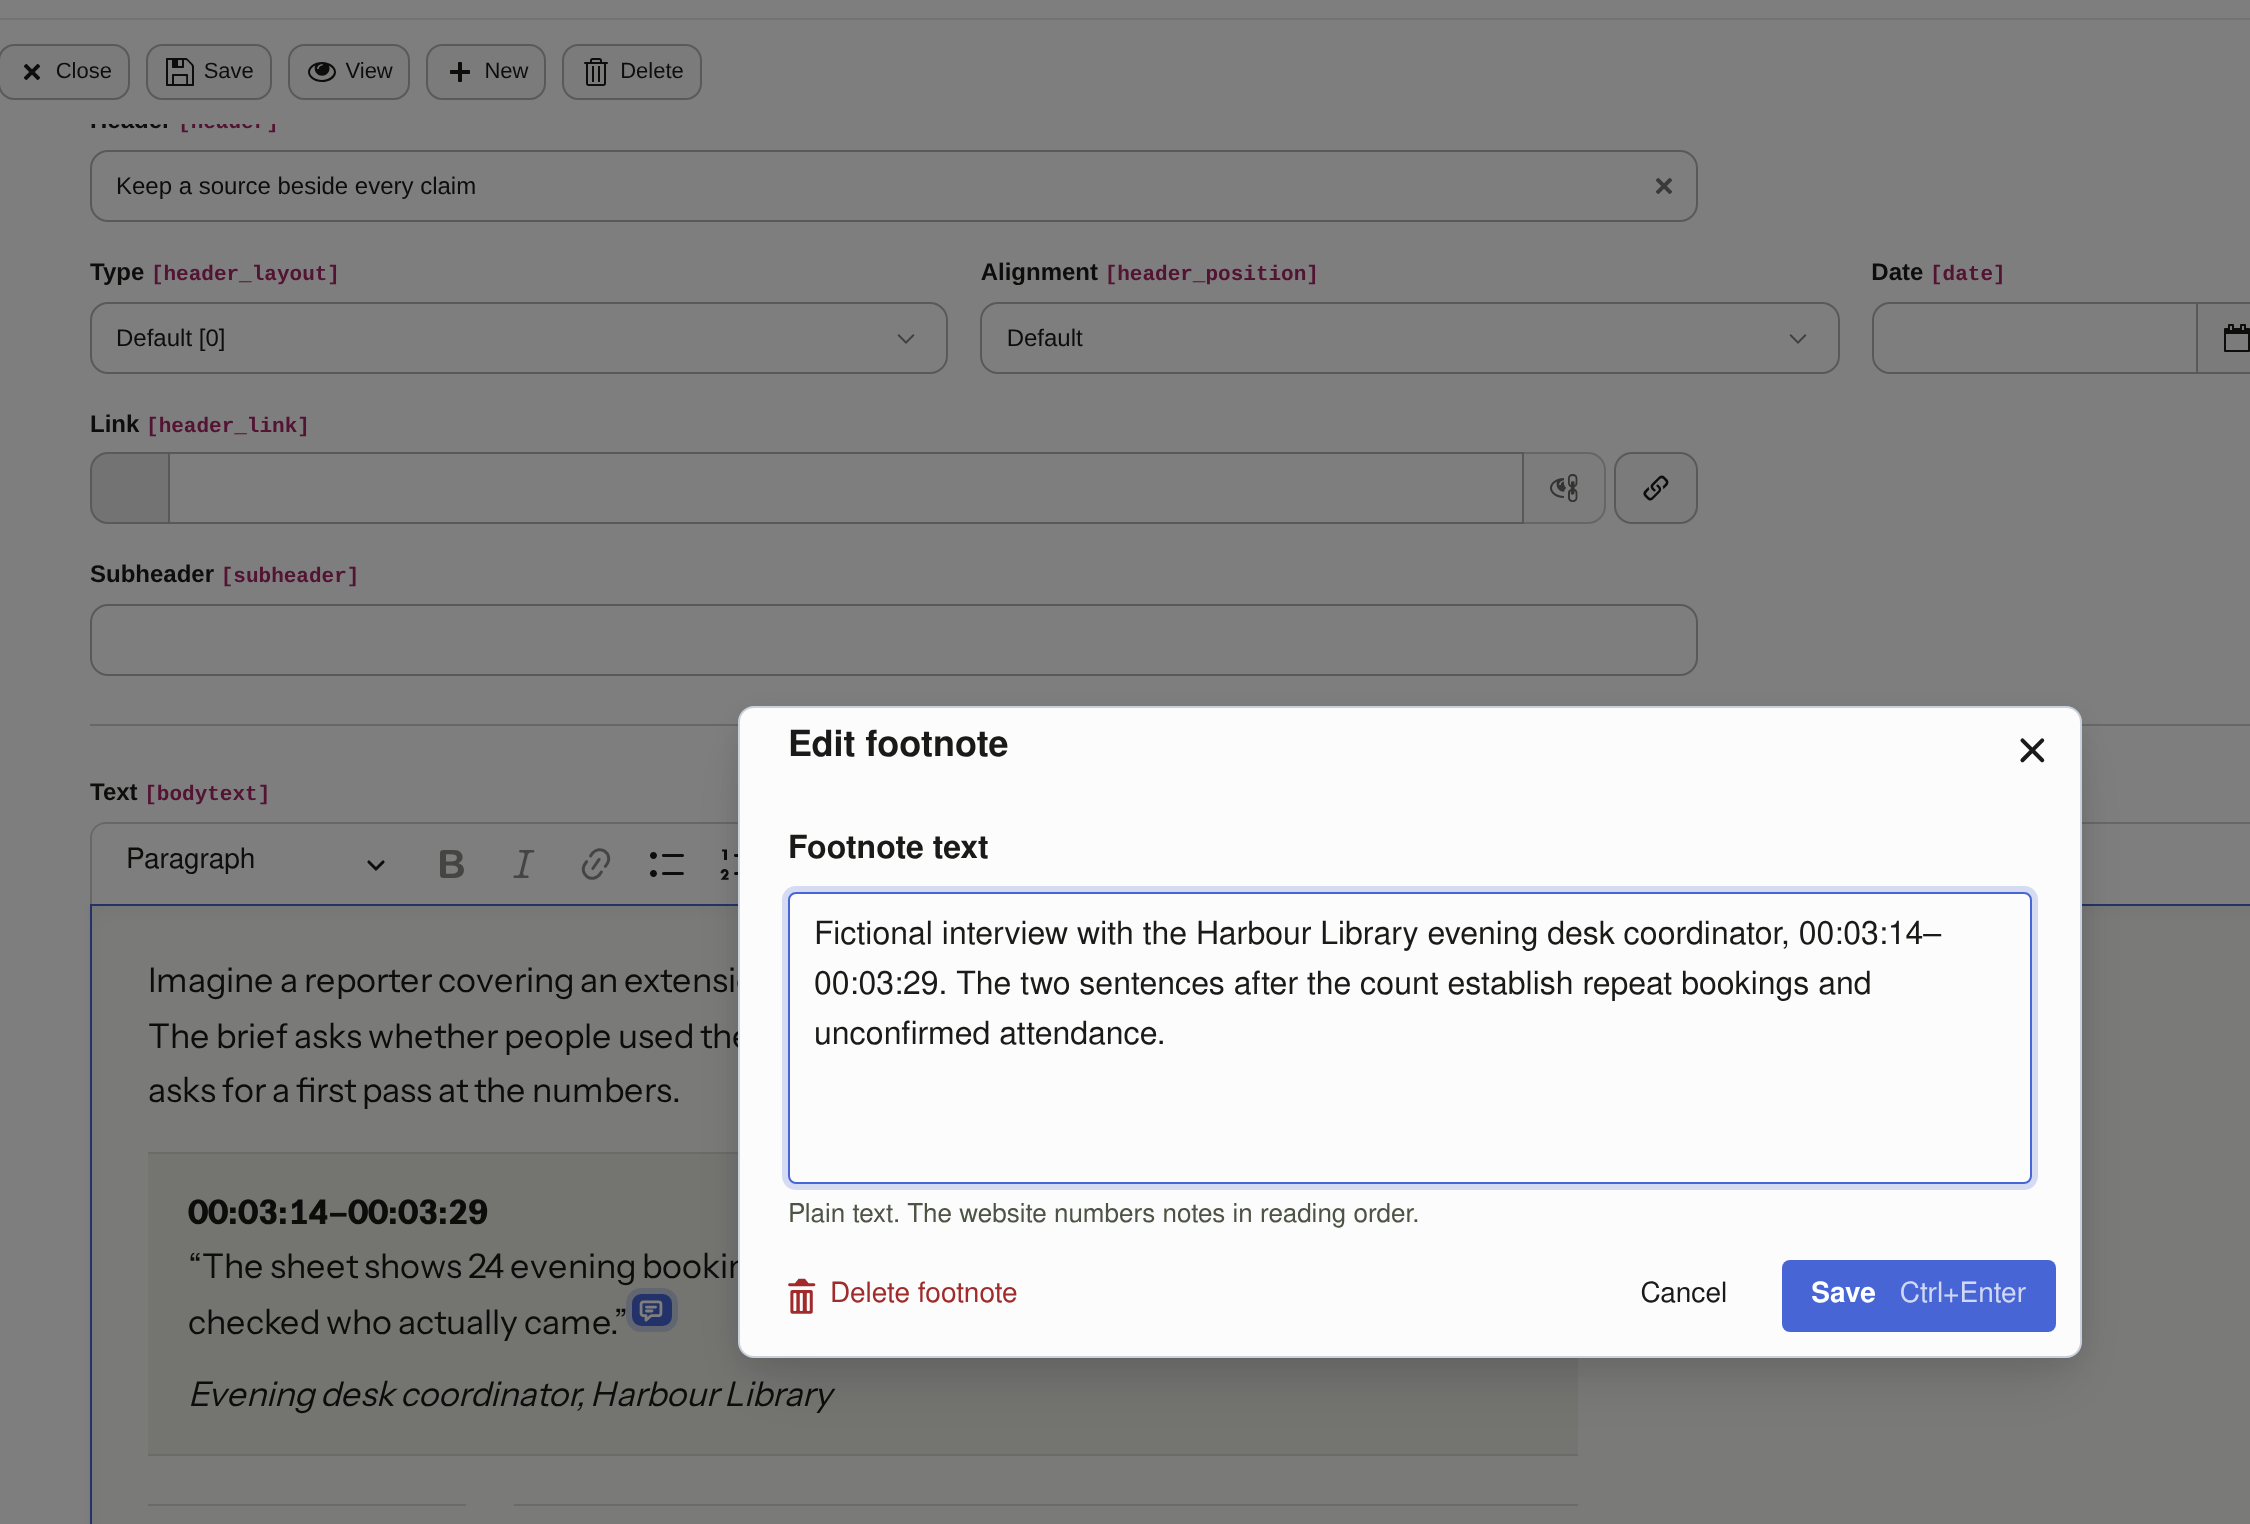 Close Save View New Delete
Header [header]
Keep a source beside every claim
Type [header_layout] Alignment [header_position] Date [date]
Default [0] Default
Link [header_link]
Subheader [subheader]
Text [bytext]
Paragraph B I
Imagine a reporter covering an
The brief asks whether people used
asks for a first pass at the numbers.
00:03:14–00:03:29
“The sheet shows 24 evening
checked who actually came.”
Evening desk coordinator, Harbour Library
Edit footnote
Footnote text
Fictional interview with the Harbour Library evening desk coordinator, 00:03:14–
00:03:29. The two sentences after the count establish repeat bookings and
unconfirmed attendance.
Plain text. The website numbers notes in reading order.
Delete footnote Cancel Save Ctrl+Enter